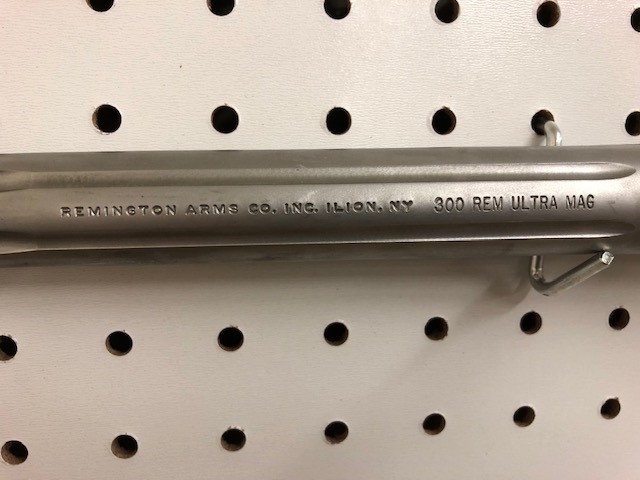 REMINGTON ARMS CO. INC. ILION, NY 300 REM ULTRA MAG